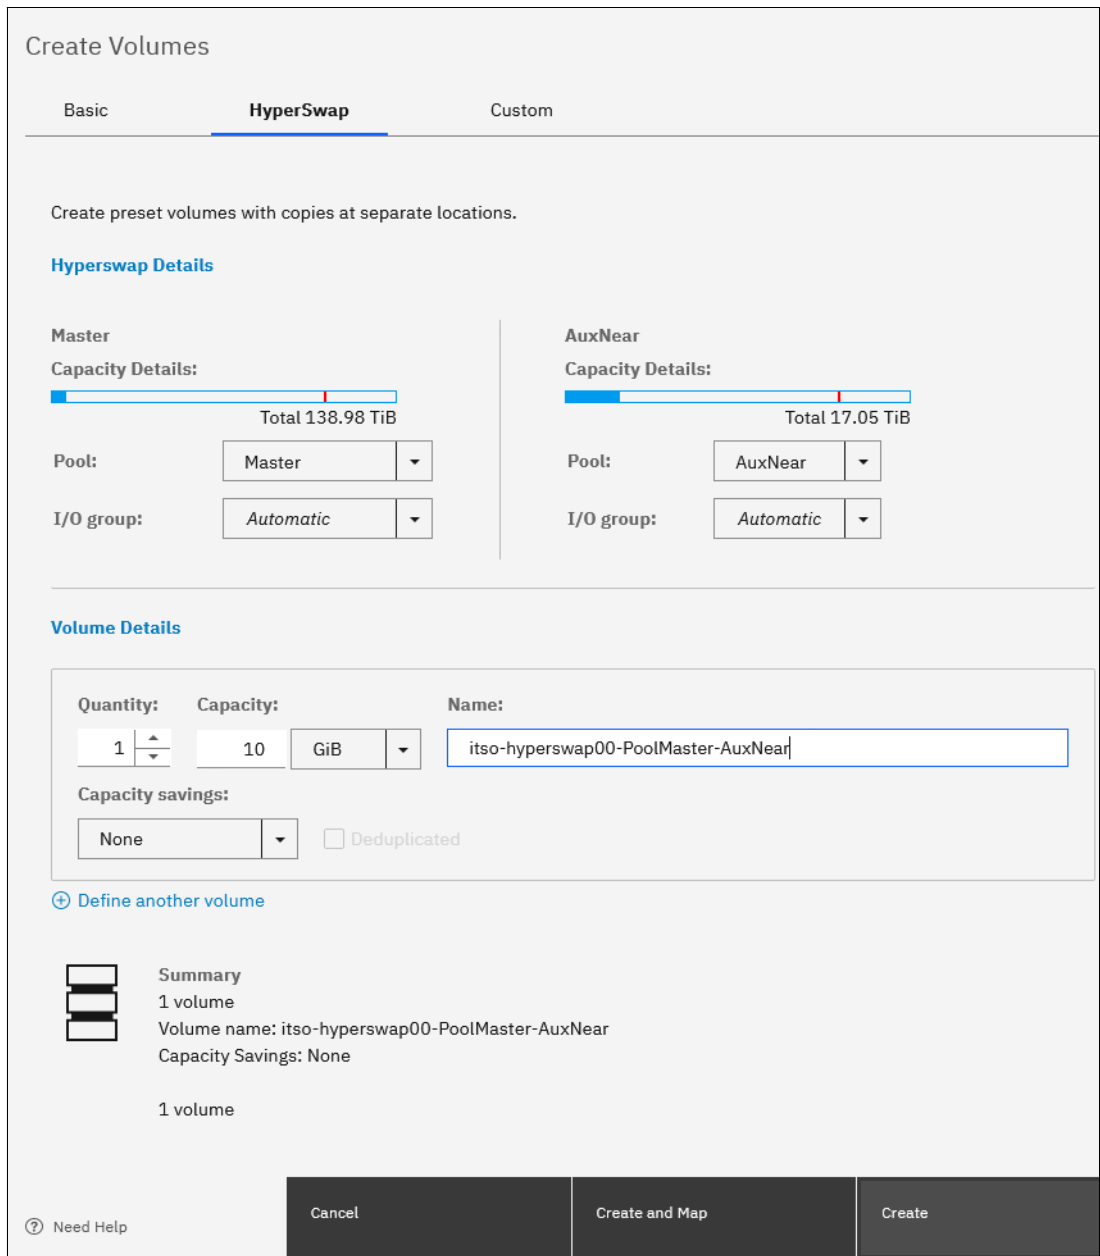 Create Volumes
Basic HyperSwap Custom
Create preset volumes with copies at separate locations.
Hyperswap Details
Master
Capacity Details:
Total 138.98 TiB
Pool: Master
I/O group: Automatic
AuxNear
Capacity Details:
Total 17.05 TiB
Pool: AuxNear
I/O group: Automatic
Volume Details
Quantity: Capacity: Name:
1 10 GiB itso-hyperswap00-PoolMaster-AuxNear
Capacity savings:
None Deduplicated
Define another volume
Summary
1 volume
Volume name: itso-hyperswap00-PoolMaster-AuxNear
Capacity Savings: None
1 volume
Need Help Cancel Create and Map Create